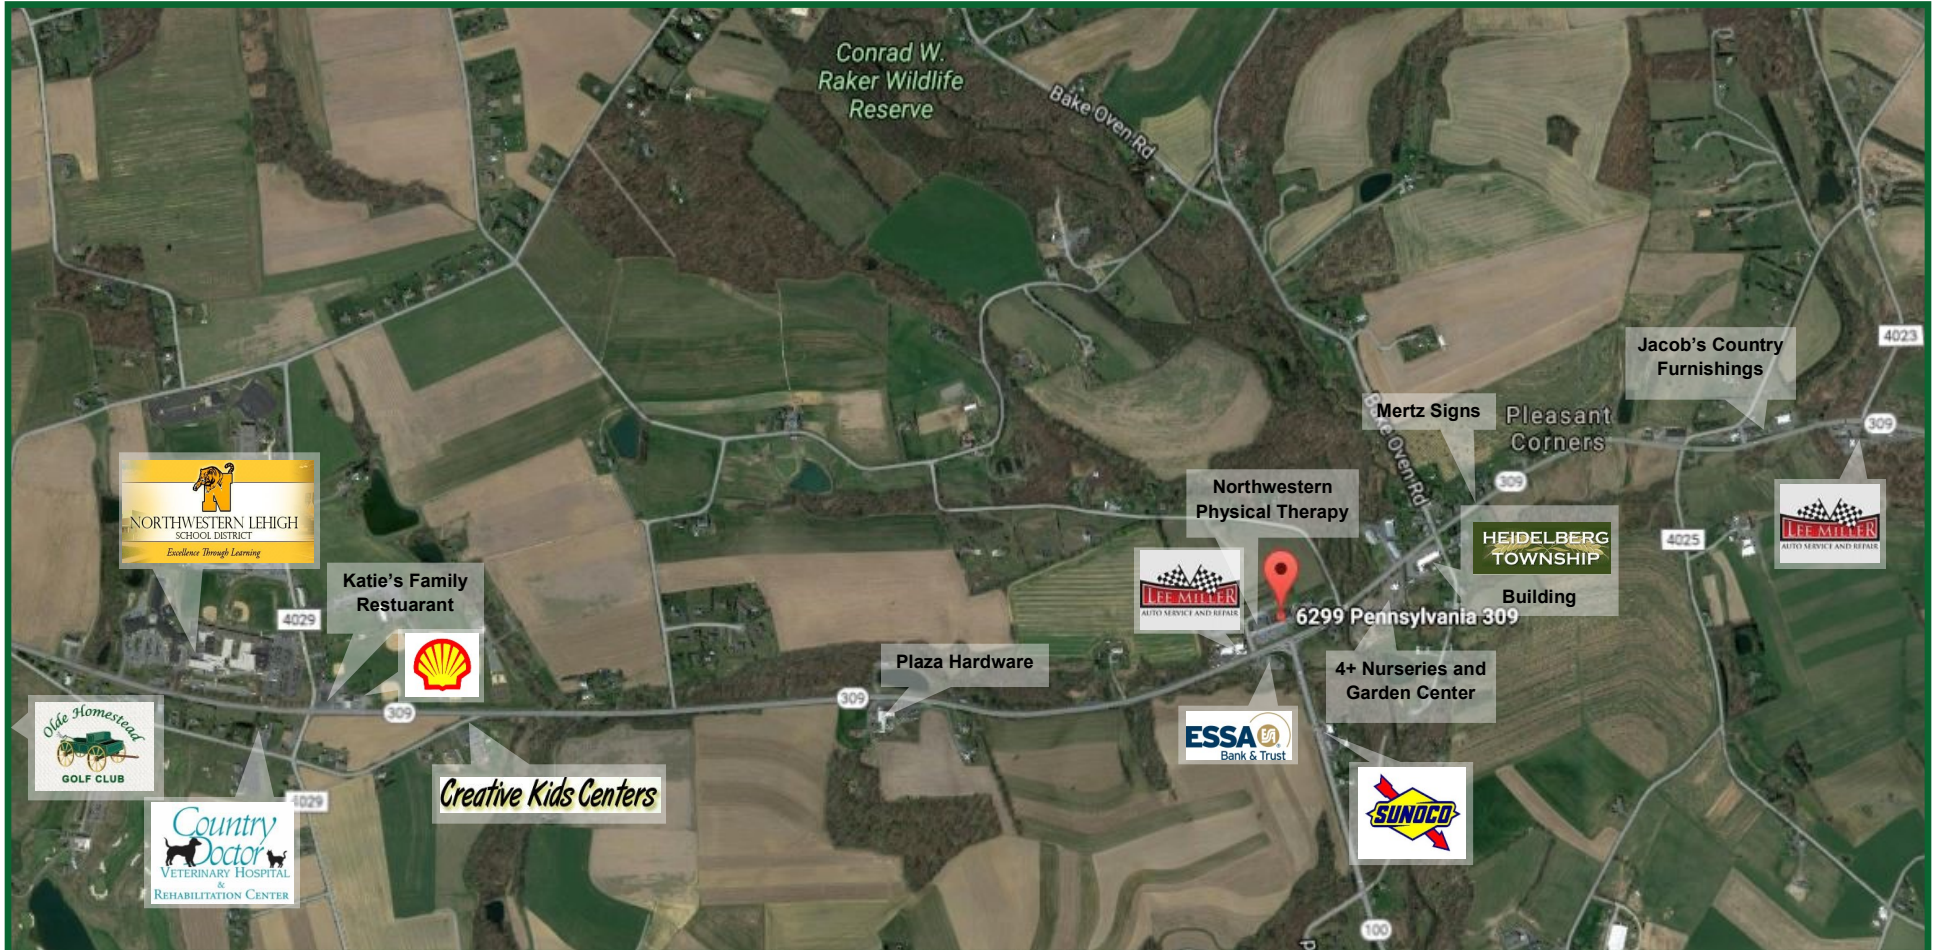 Conrad W.
Raker Wildlife
Reserve
Bake Oven Rd
4023
Jacob's Country
Furnishings
Mertz Signs
Pleasant
Corners
309
Bake Oven Rd
309
N
NORTHWESTERN LEHIGH
SCHOOL DISTRICT
Excellence Through Learning
Northwestern
Physical Therapy
LEE MILLER
AUTO SERVICE AND REPAIR
HEIDELBERG
TOWNSHIP
Building
4025
LEE MILLER
AUTO SERVICE AND REPAIR
6299 Pennsylvania 309
Katie's Family
Restuarant
4029
Plaza Hardware
4+ Nurseries and
Garden Center
309
309
Olde Homestead
GOLF CLUB
ESSA
Bank & Trust
Creative Kids Centers
4029
Country
Doctor
VETERINARY HOSPITAL
&
REHABILITATION CENTER
SUNOCO
100